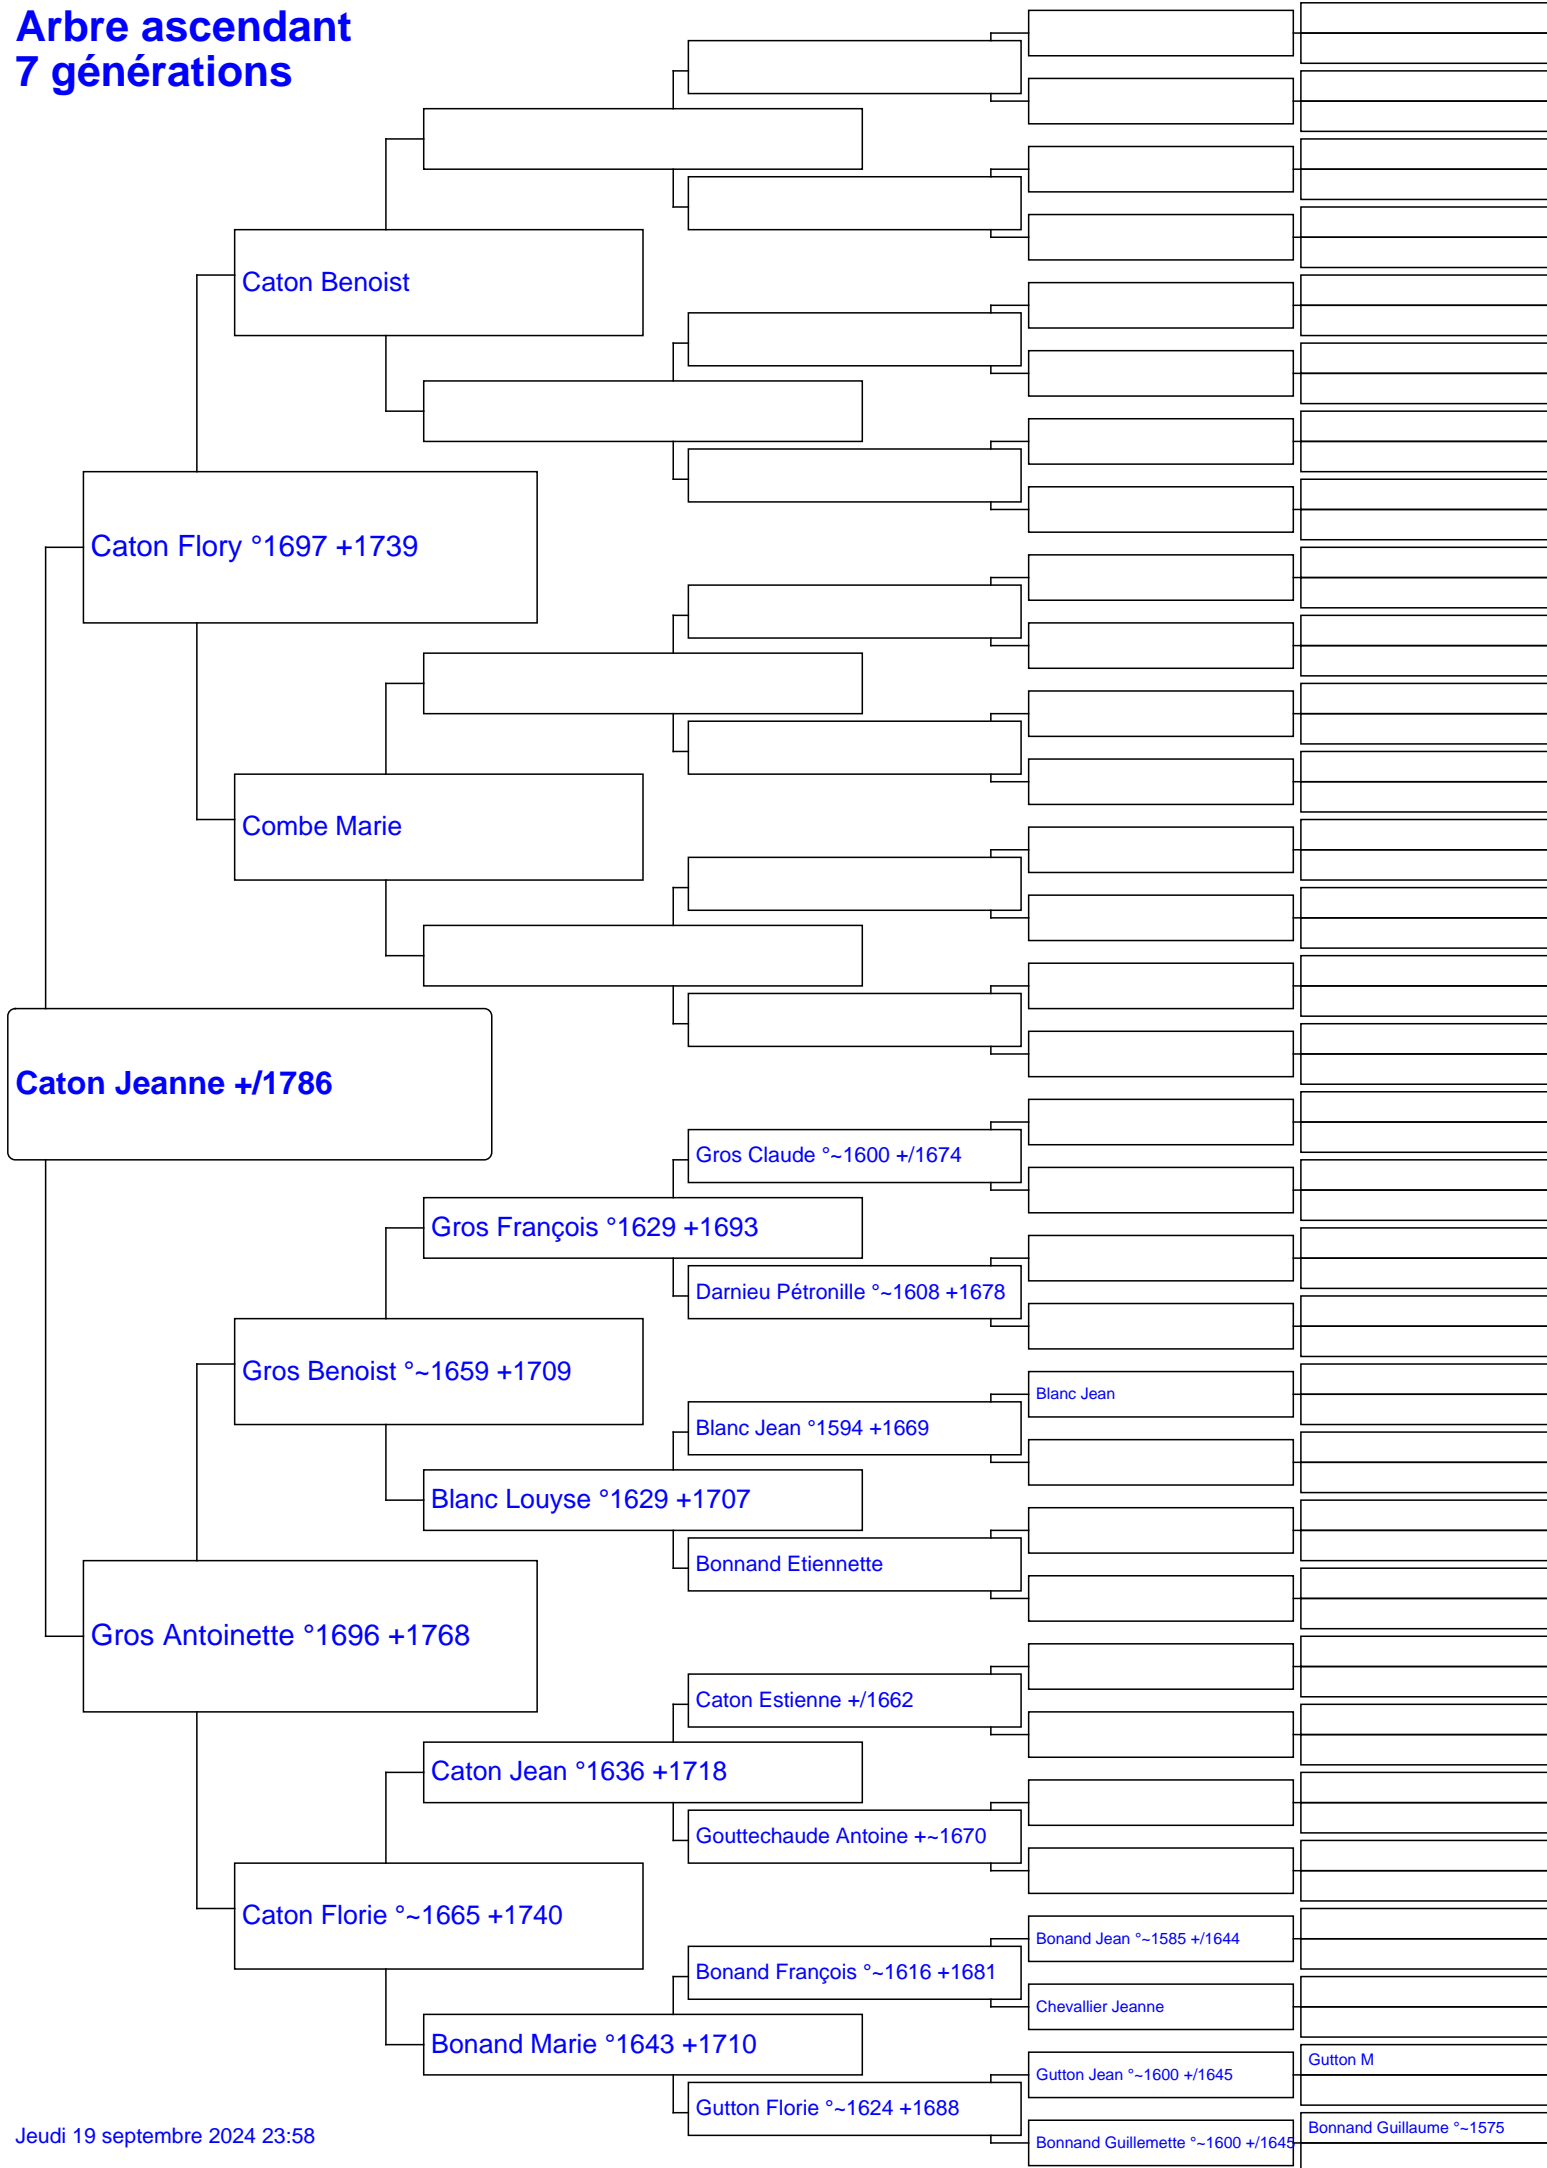 Arbre ascendant
7 générations
Caton Benoist
Caton Flory °1697 +1739
Combe Marie
Caton Jeanne +/1786
Gros Claude °~1600 +/1674
Gros François °1629 +1693
Darnieu Pétronille °~1608 +1678
Gros Benoist °~1659 +1709
Blanc Jean
Blanc Jean °1594 +1669
Blanc Louyse °1629 +1707
Bonnand Etiennette
Gros Antoinette °1696 +1768
Caton Estienne +/1662
Caton Jean °1636 +1718
Gouttechaude Antoine +~1670
Caton Florie °~1665 +1740
Bonand Jean °~1585 +/1644
Bonand François °~1616 +1681
Chevallier Jeanne
Bonand Marie °1643 +1710
Gutton M
Gutton Jean °~1600 +/1645
Gutton Florie °~1624 +1688
Bonnand Guillaume °~1575
Bonnand Guillemette °~1600 +/1645
Jeudi 19 septembre 2024 23:58